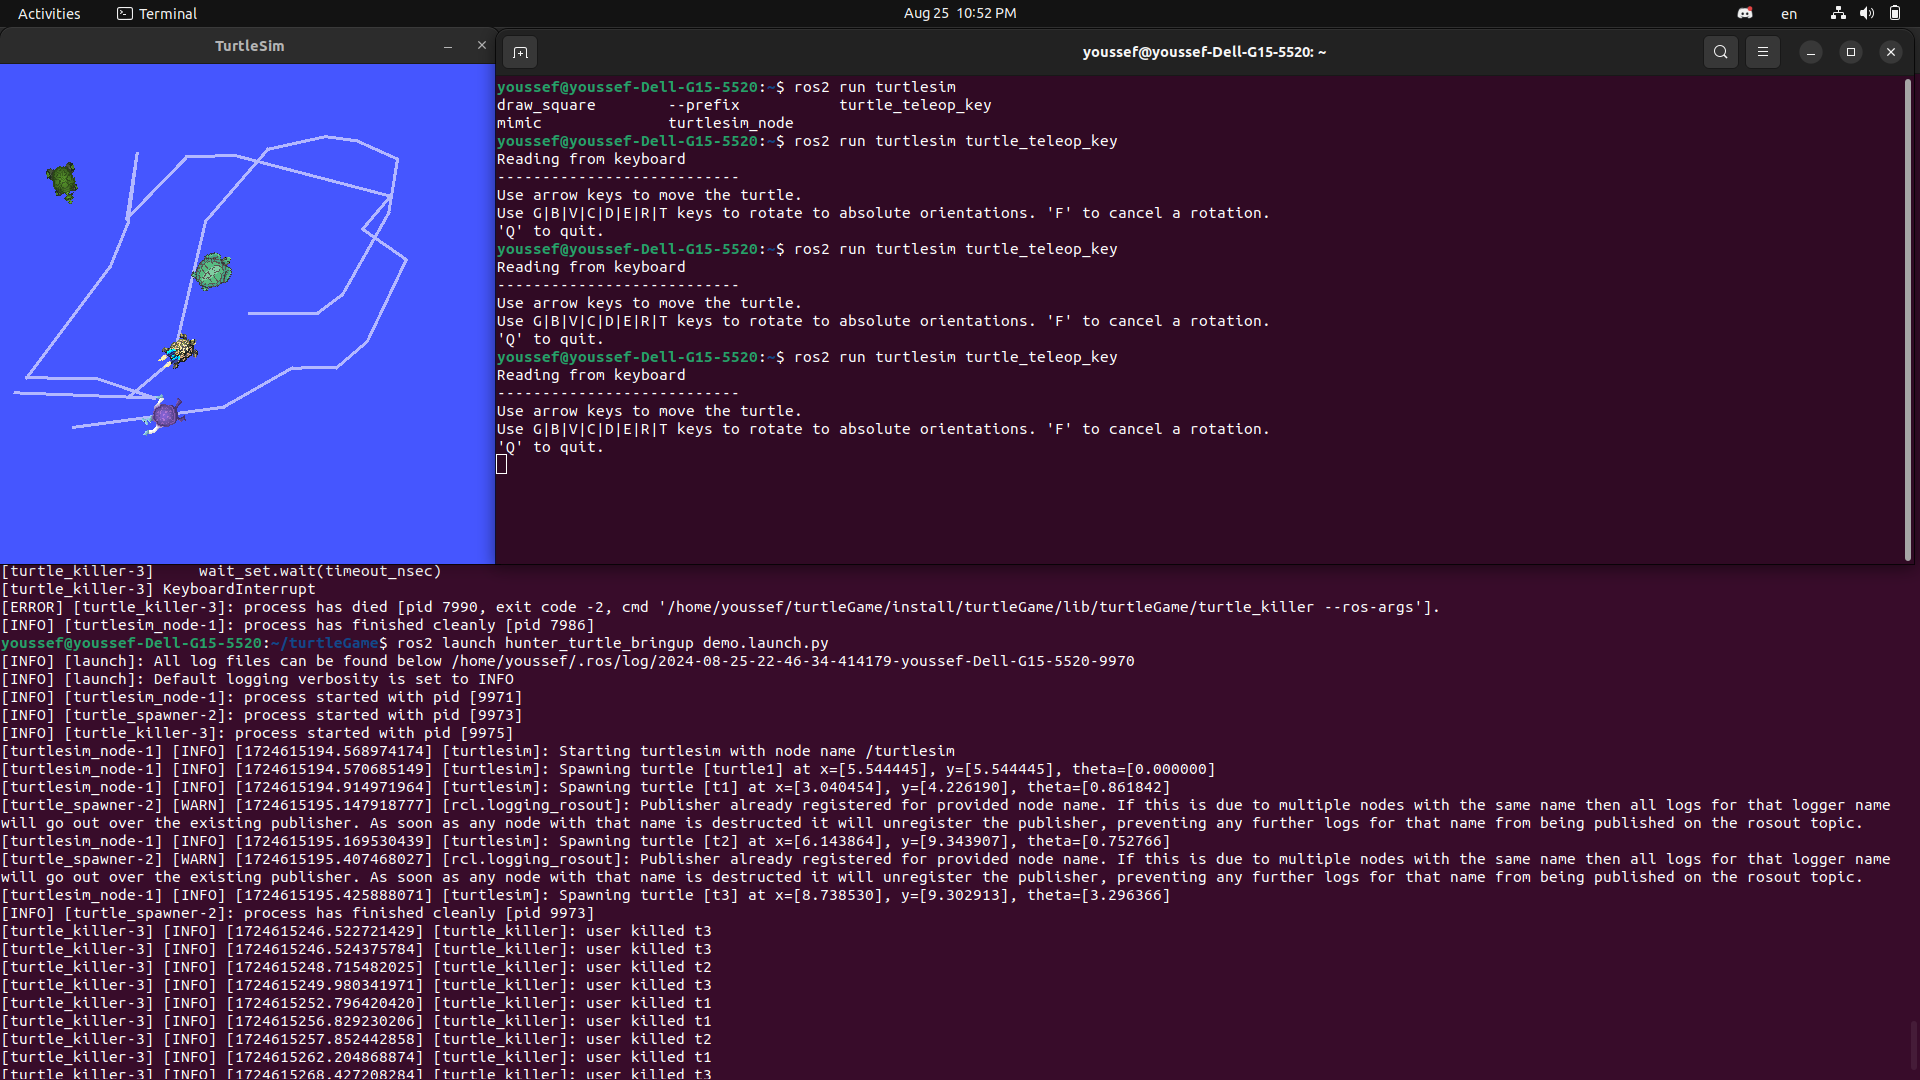 Activities
Terminal
Aug 25 10:52 PM
en
TurtleSim
youssef@youssef-Dell-G15-5520: ~
youssef@youssef-Dell-G15-5520:~$ ros2 run turtlesim
draw_square --prefix turtle_teleop_key
mimic turtlesim_node
youssef@youssef-Dell-G15-5520:~$ ros2 run turtlesim turtle_teleop_key
Reading from keyboard
---------------------------
Use arrow keys to move the turtle.
Use G|B|V|C|D|E|R|T keys to rotate to absolute orientations. 'F' to cancel a rotation.
'Q' to quit.
youssef@youssef-Dell-G15-5520:~$ ros2 run turtlesim turtle_teleop_key
Reading from keyboard
---------------------------
Use arrow keys to move the turtle.
Use G|B|V|C|D|E|R|T keys to rotate to absolute orientations. 'F' to cancel a rotation.
'Q' to quit.
youssef@youssef-Dell-G15-5520:~$ ros2 run turtlesim turtle_teleop_key
Reading from keyboard
---------------------------
Use arrow keys to move the turtle.
Use G|B|V|C|D|E|R|T keys to rotate to absolute orientations. 'F' to cancel a rotation.
'Q' to quit.
[turtle_killer-3]     wait_set.wait(timeout_nsec)
[turtle_killer-3] KeyboardInterrupt
[ERROR] [turtle_killer-3]: process has died [pid 7990, exit code -2, cmd '/home/youssef/turtleGame/install/turtleGame/lib/turtleGame/turtle_killer --ros-args'].
[INFO] [turtlesim_node-1]: process has finished cleanly [pid 7986]
youssef@youssef-Dell-G15-5520:~/turtleGame$ ros2 launch hunter_turtle_bringup demo.launch.py
[INFO] [launch]: All log files can be found below /home/youssef/.ros/log/2024-08-25-22-46-34-414179-youssef-Dell-G15-5520-9970
[INFO] [launch]: Default logging verbosity is set to INFO
[INFO] [turtlesim_node-1]: process started with pid [9971]
[INFO] [turtle_spawner-2]: process started with pid [9973]
[INFO] [turtle_killer-3]: process started with pid [9975]
[turtlesim_node-1] [INFO] [1724615194.568974174] [turtlesim]: Starting turtlesim with node name /turtlesim
[turtlesim_node-1] [INFO] [1724615194.570685149] [turtlesim]: Spawning turtle [turtle1] at x=[5.544445], y=[5.544445], theta=[0.000000]
[turtlesim_node-1] [INFO] [1724615194.914971964] [turtlesim]: Spawning turtle [t1] at x=[3.040454], y=[4.226190], theta=[0.861842]
[turtle_spawner-2] [WARN] [1724615195.147918777] [rcl.logging_rosout]: Publisher already registered for provided node name. If this is due to multiple nodes with the same name then all logs for that logger name
will go out over the existing publisher. As soon as any node with that name is destructed it will unregister the publisher, preventing any further logs for that name from being published on the rosout topic.
[turtlesim_node-1] [INFO] [1724615195.169530439] [turtlesim]: Spawning turtle [t2] at x=[6.143864], y=[9.343907], theta=[0.752766]
[turtle_spawner-2] [WARN] [1724615195.407468027] [rcl.logging_rosout]: Publisher already registered for provided node name. If this is due to multiple nodes with the same name then all logs for that logger name
will go out over the existing publisher. As soon as any node with that name is destructed it will unregister the publisher, preventing any further logs for that name from being published on the rosout topic.
[turtlesim_node-1] [INFO] [1724615195.425888071] [turtlesim]: Spawning turtle [t3] at x=[8.738530], y=[9.302913], theta=[3.296366]
[INFO] [turtle_spawner-2]: process has finished cleanly [pid 9973]
[turtle_killer-3] [INFO] [1724615246.522721429] [turtle_killer]: user killed t3
[turtle_killer-3] [INFO] [1724615246.524375784] [turtle_killer]: user killed t3
[turtle_killer-3] [INFO] [1724615248.715482025] [turtle_killer]: user killed t2
[turtle_killer-3] [INFO] [1724615249.980341971] [turtle_killer]: user killed t3
[turtle_killer-3] [INFO] [1724615252.796420420] [turtle_killer]: user killed t1
[turtle_killer-3] [INFO] [1724615256.829230206] [turtle_killer]: user killed t1
[turtle_killer-3] [INFO] [1724615257.852442858] [turtle_killer]: user killed t2
[turtle_killer-3] [INFO] [1724615262.204868874] [turtle_killer]: user killed t1
[turtle_killer-3] [INFO] [1724615268.427208284] [turtle_killer]: user killed t3